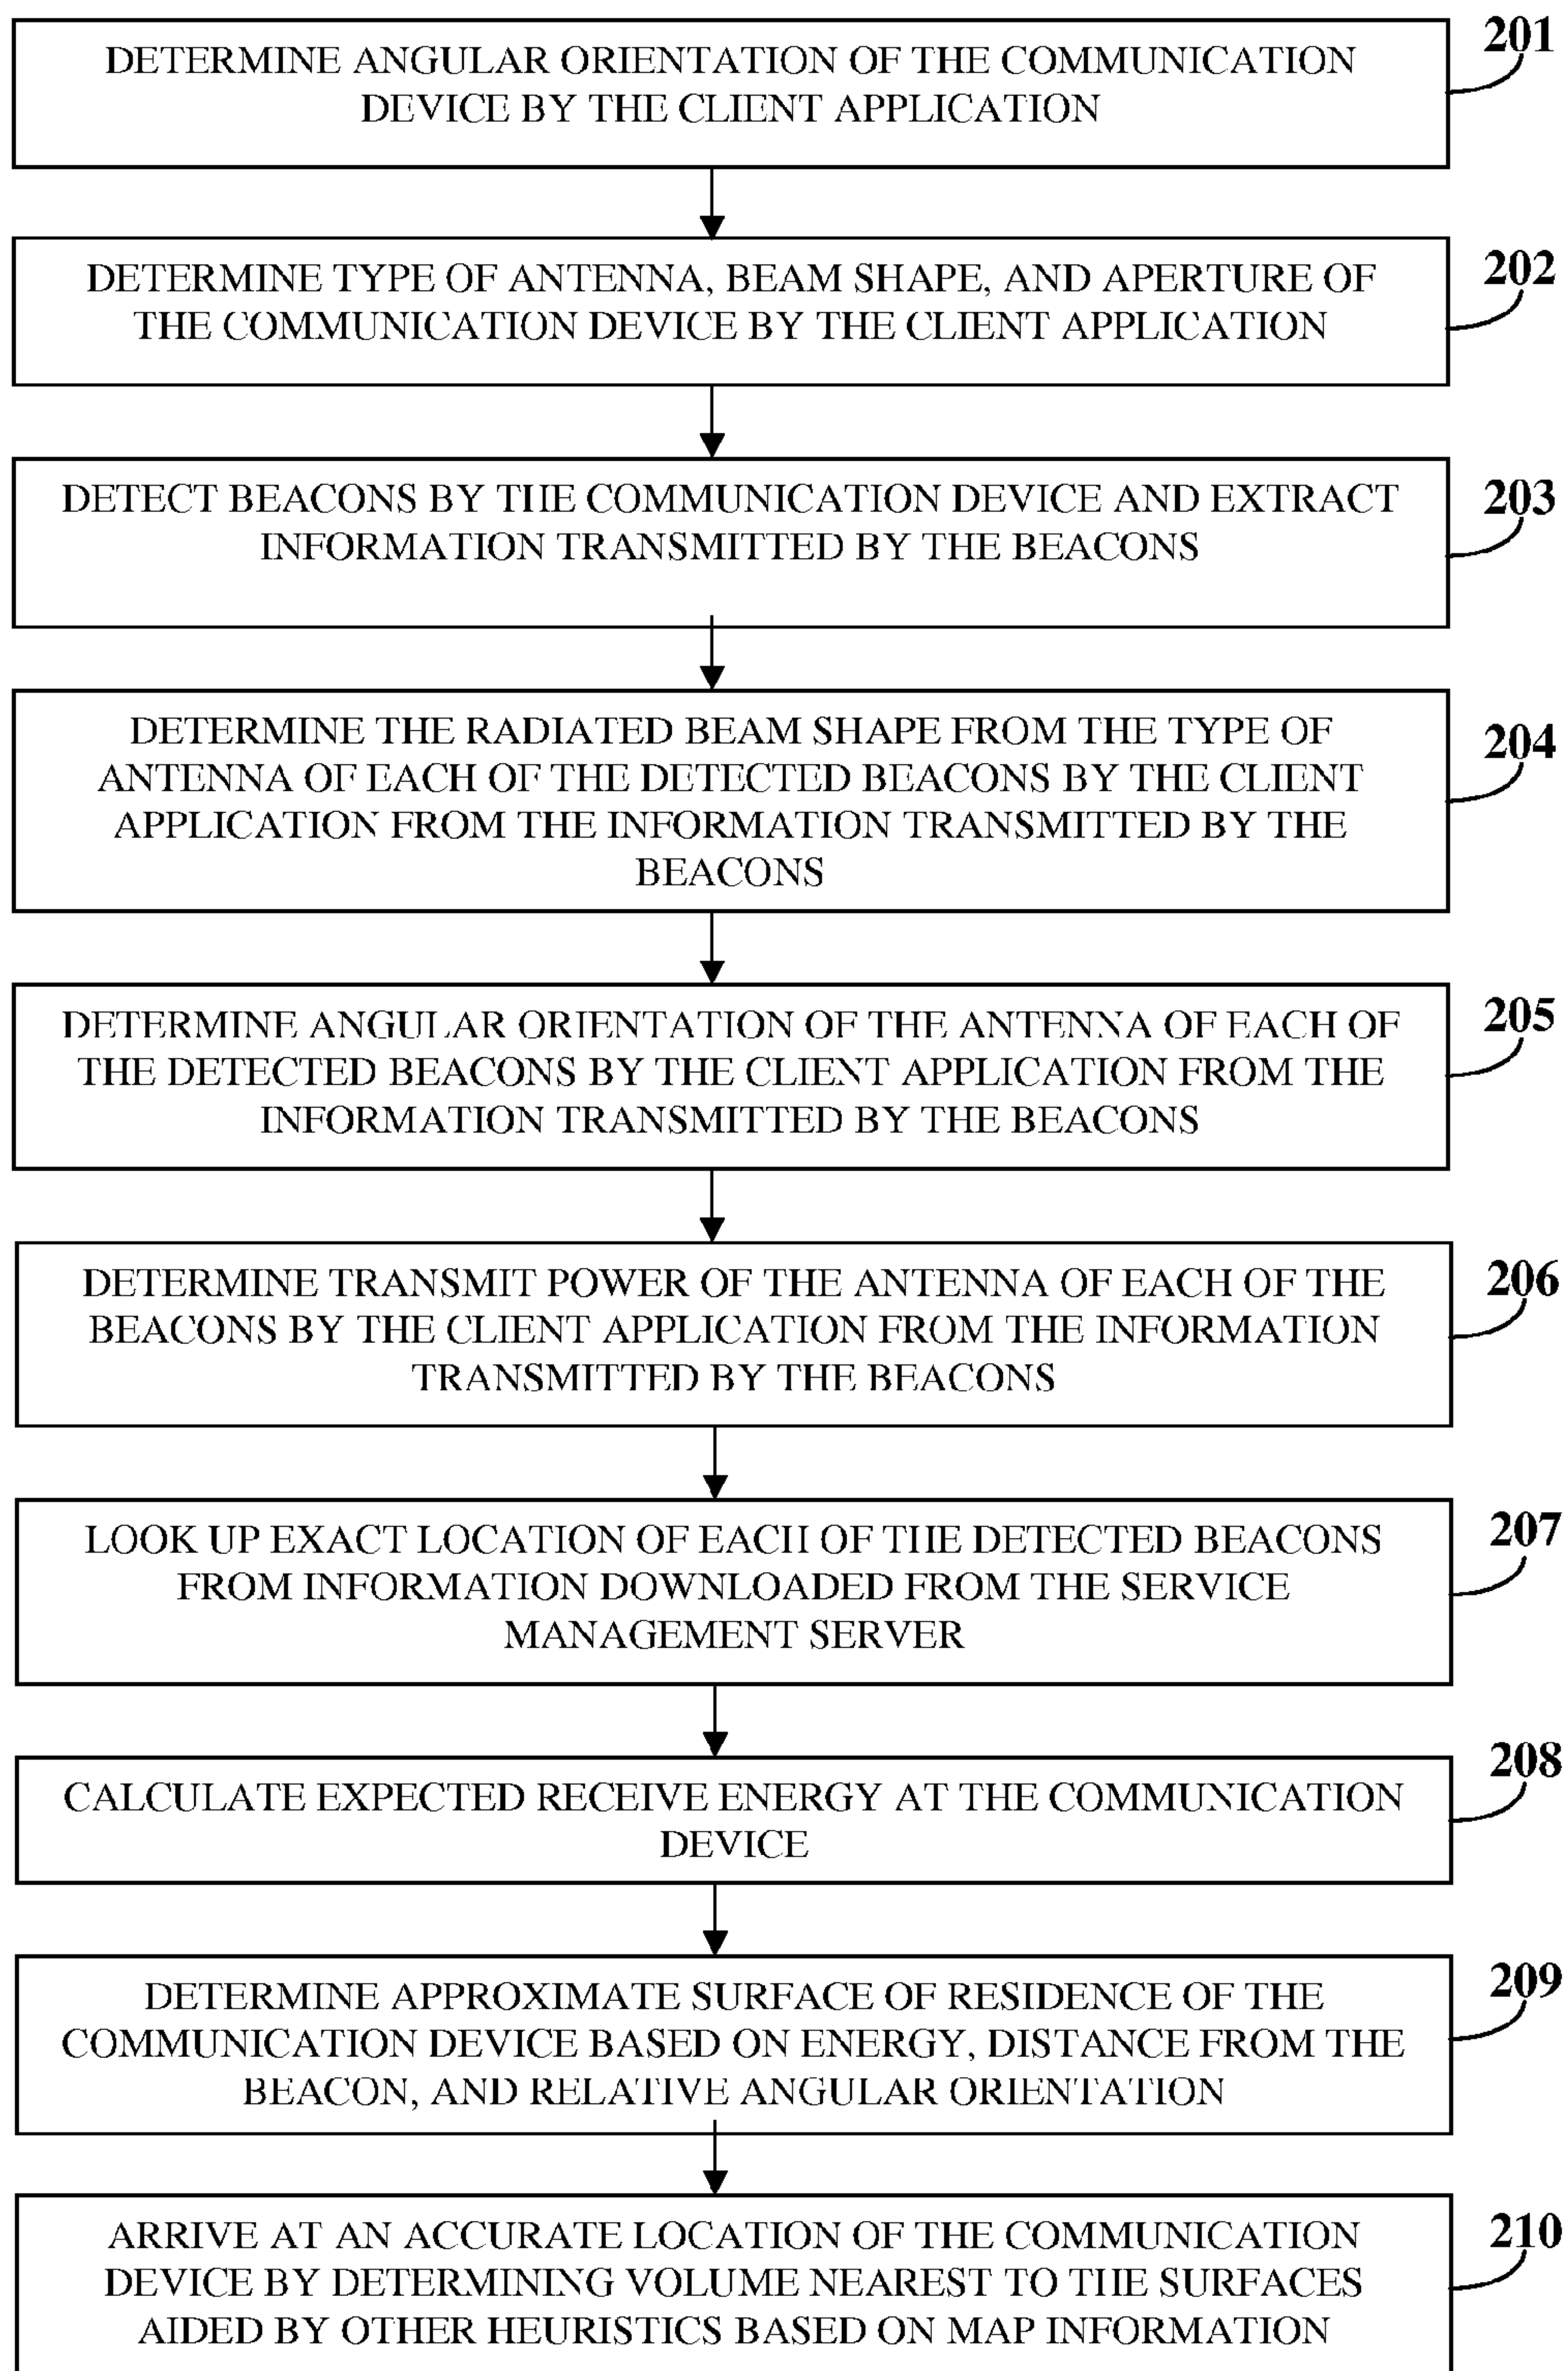 201
DETERMINE ANGULAR ORIENTATION OF THE COMMUNICATION
DEVICE BY THE CLIENT APPLICATION
202
DETERMINE TYPE OF ANTENNA, BEAM SHAPE, AND APERTURE OF
THE COMMUNICATION DEVICE BY THE CLIENT APPLICATION
203
DETECT BEACONS BY THE COMMUNICATION DEVICE AND EXTRACT
INFORMATION TRANSMITTED BY THE BEACONS
204
DETERMINE THE RADIATED BEAM SHAPE FROM THE TYPE OF
ANTENNA OF EACH OF THE DETECTED BEACONS BY THE CLIENT
APPLICATION FROM THE INFORMATION TRANSMITTED BY THE
BEACONS
205
DETERMINE ANGULAR ORIENTATION OF THE ANTENNA OF EACH OF
THE DETECTED BEACONS BY THE CLIENT APPLICATION FROM THE
INFORMATION TRANSMITTED BY THE BEACONS
206
DETERMINE TRANSMIT POWER OF THE ANTENNA OF EACH OF THE
BEACONS BY THE CLIENT APPLICATION FROM THE INFORMATION
TRANSMITTED BY THE BEACONS
207
LOOK UP EXACT LOCATION OF EACH OF THE DETECTED BEACONS
FROM INFORMATION DOWNLOADED FROM THE SERVICE
MANAGEMENT SERVER
208
CALCULATE EXPECTED RECEIVE ENERGY AT THE COMMUNICATION
DEVICE
209
DETERMINE APPROXIMATE SURFACE OF RESIDENCE OF THE
COMMUNICATION DEVICE BASED ON ENERGY, DISTANCE FROM THE
BEACON, AND RELATIVE ANGULAR ORIENTATION
210
ARRIVE AT AN ACCURATE LOCATION OF THE COMMUNICATION
DEVICE BY DETERMINING VOLUME NEAREST TO THE SURFACES
AIDED BY OTHER HEURISTICS BASED ON MAP INFORMATION